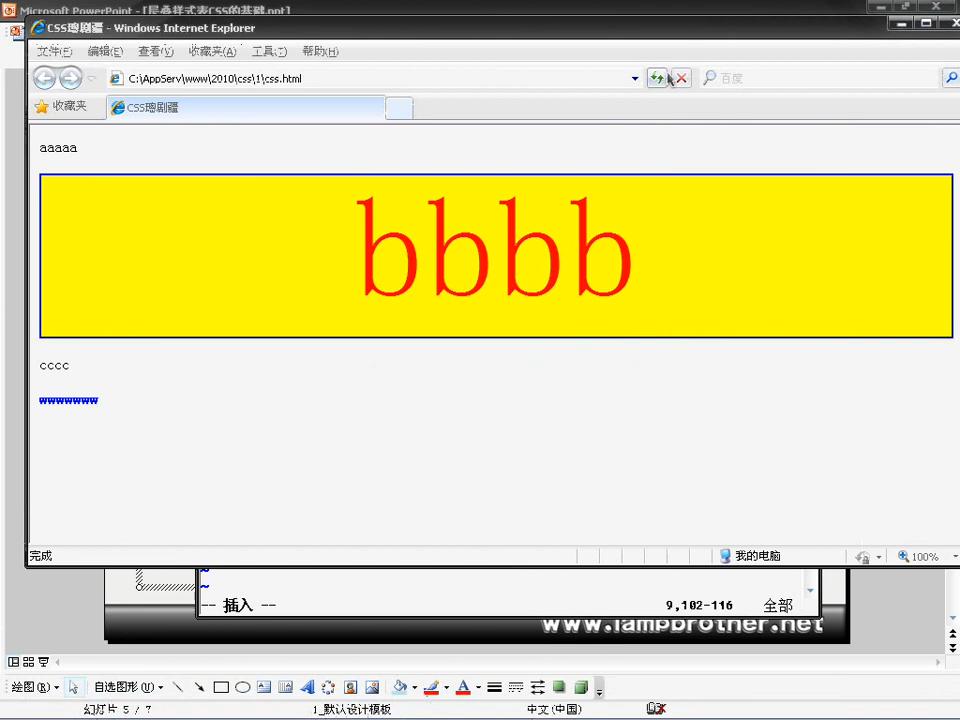 Microsoft PowerPoint - [层叠样式表CSS的基础.ppt]
CSS璁剧疆 - Windows Internet Explorer
文件(F) 编辑(E) 查看(V) 收藏夹(A) 工具(T) 帮助(H)
C:\AppServ\www\2010\css\1\css.html
百度
收藏夹
CSS璁剧疆
aaaaa
bbbb
cccc
wwwwwww
完成
我的电脑
100%
~
~
-- 插入 --
9,102-116
全部
www.lampbrother.net
绘图(R)
自选图形(U)
幻灯片 5 / 7
1_默认设计模板
中文(中国)